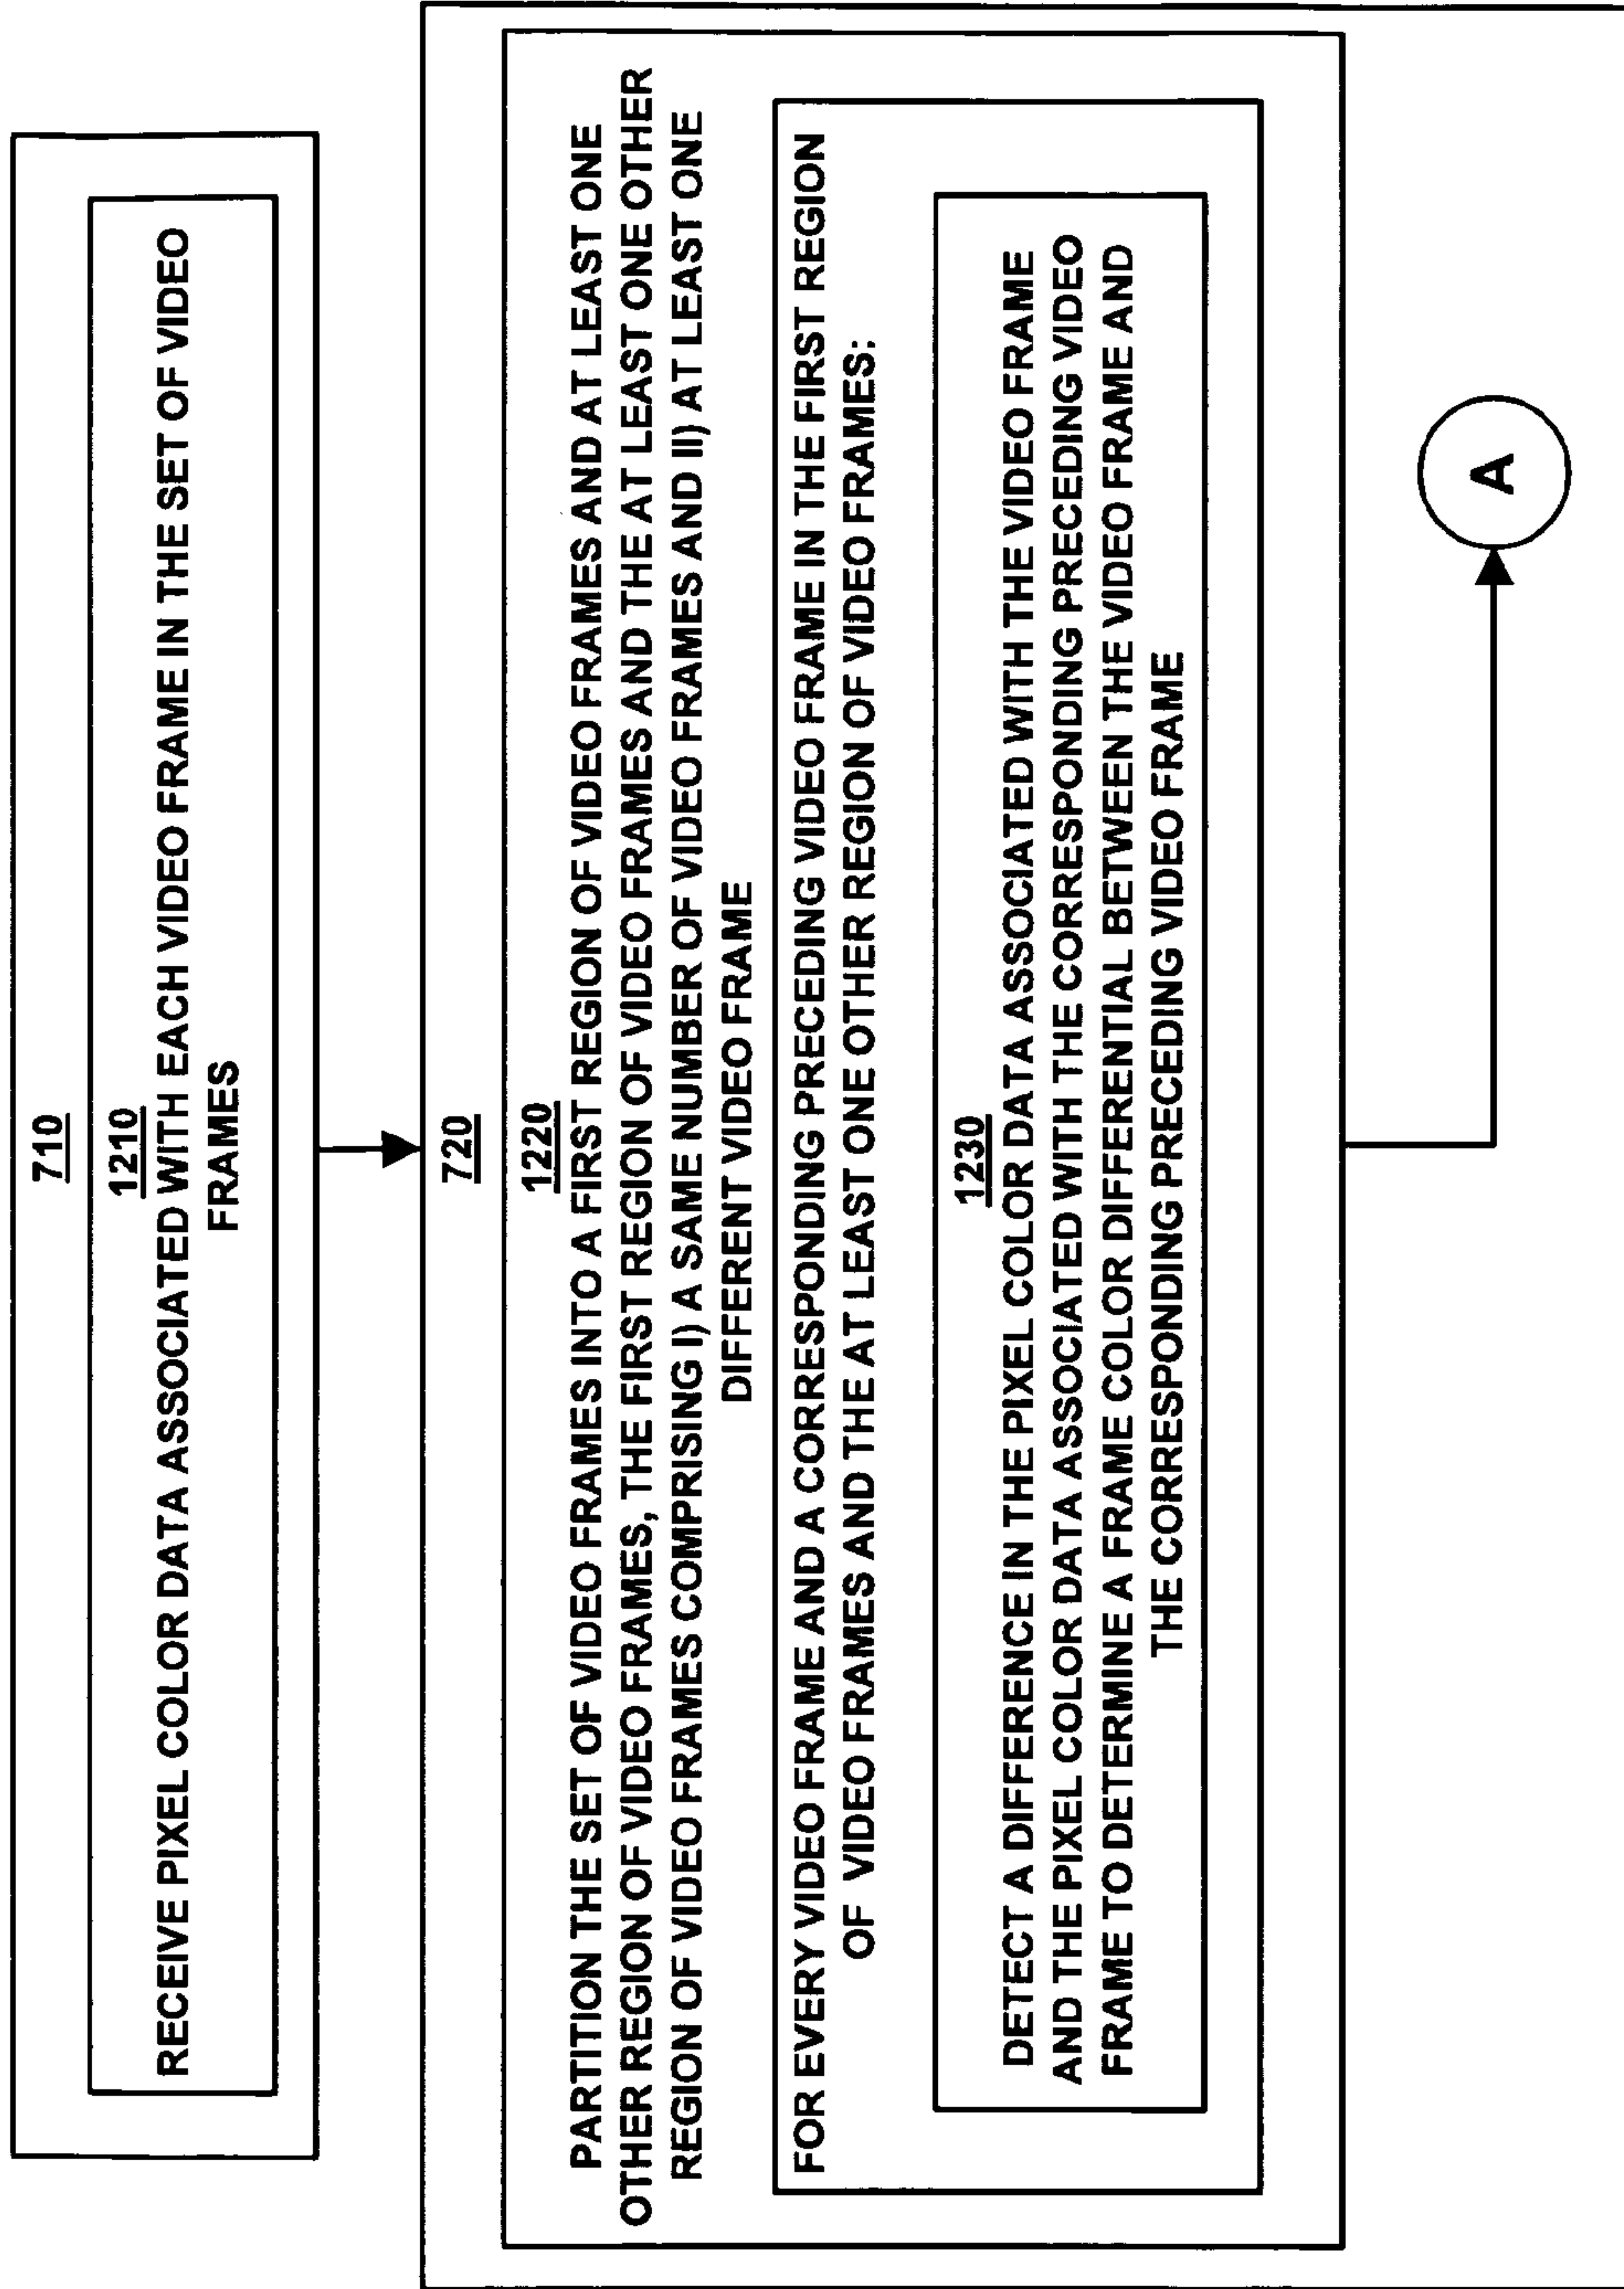 710
1210
RECEIVE PIXEL COLOR DATA ASSOCIATED WITH EACH VIDEO FRAME IN THE SET OF VIDEO
FRAMES
720
1220
PARTITION THE SET OF VIDEO FRAMES INTO A FIRST REGION OF VIDEO FRAMES AND AT LEAST ONE
OTHER REGION OF VIDEO FRAMES, THE FIRST REGION OF VIDEO FRAMES AND THE AT LEAST ONE OTHER
REGION OF VIDEO FRAMES COMPRISING I) A SAME NUMBER OF VIDEO FRAMES AND II) AT LEAST ONE
DIFFERENT VIDEO FRAME
FOR EVERY VIDEO FRAME AND A CORRESPONDING PRECEDING VIDEO FRAME IN THE FIRST REGION
OF VIDEO FRAMES AND THE AT LEAST ONE OTHER REGION OF VIDEO FRAMES:
1230
DETECT A DIFFERENCE IN THE PIXEL COLOR DATA ASSOCIATED WITH THE VIDEO FRAME
AND THE PIXEL COLOR DATA ASSOCIATED WITH THE CORRESPONDING PRECEDING VIDEO
FRAME TO DETERMINE A FRAME COLOR DIFFERENTIAL BETWEEN THE VIDEO FRAME AND
THE CORRESPONDING PRECEDING VIDEO FRAME
A